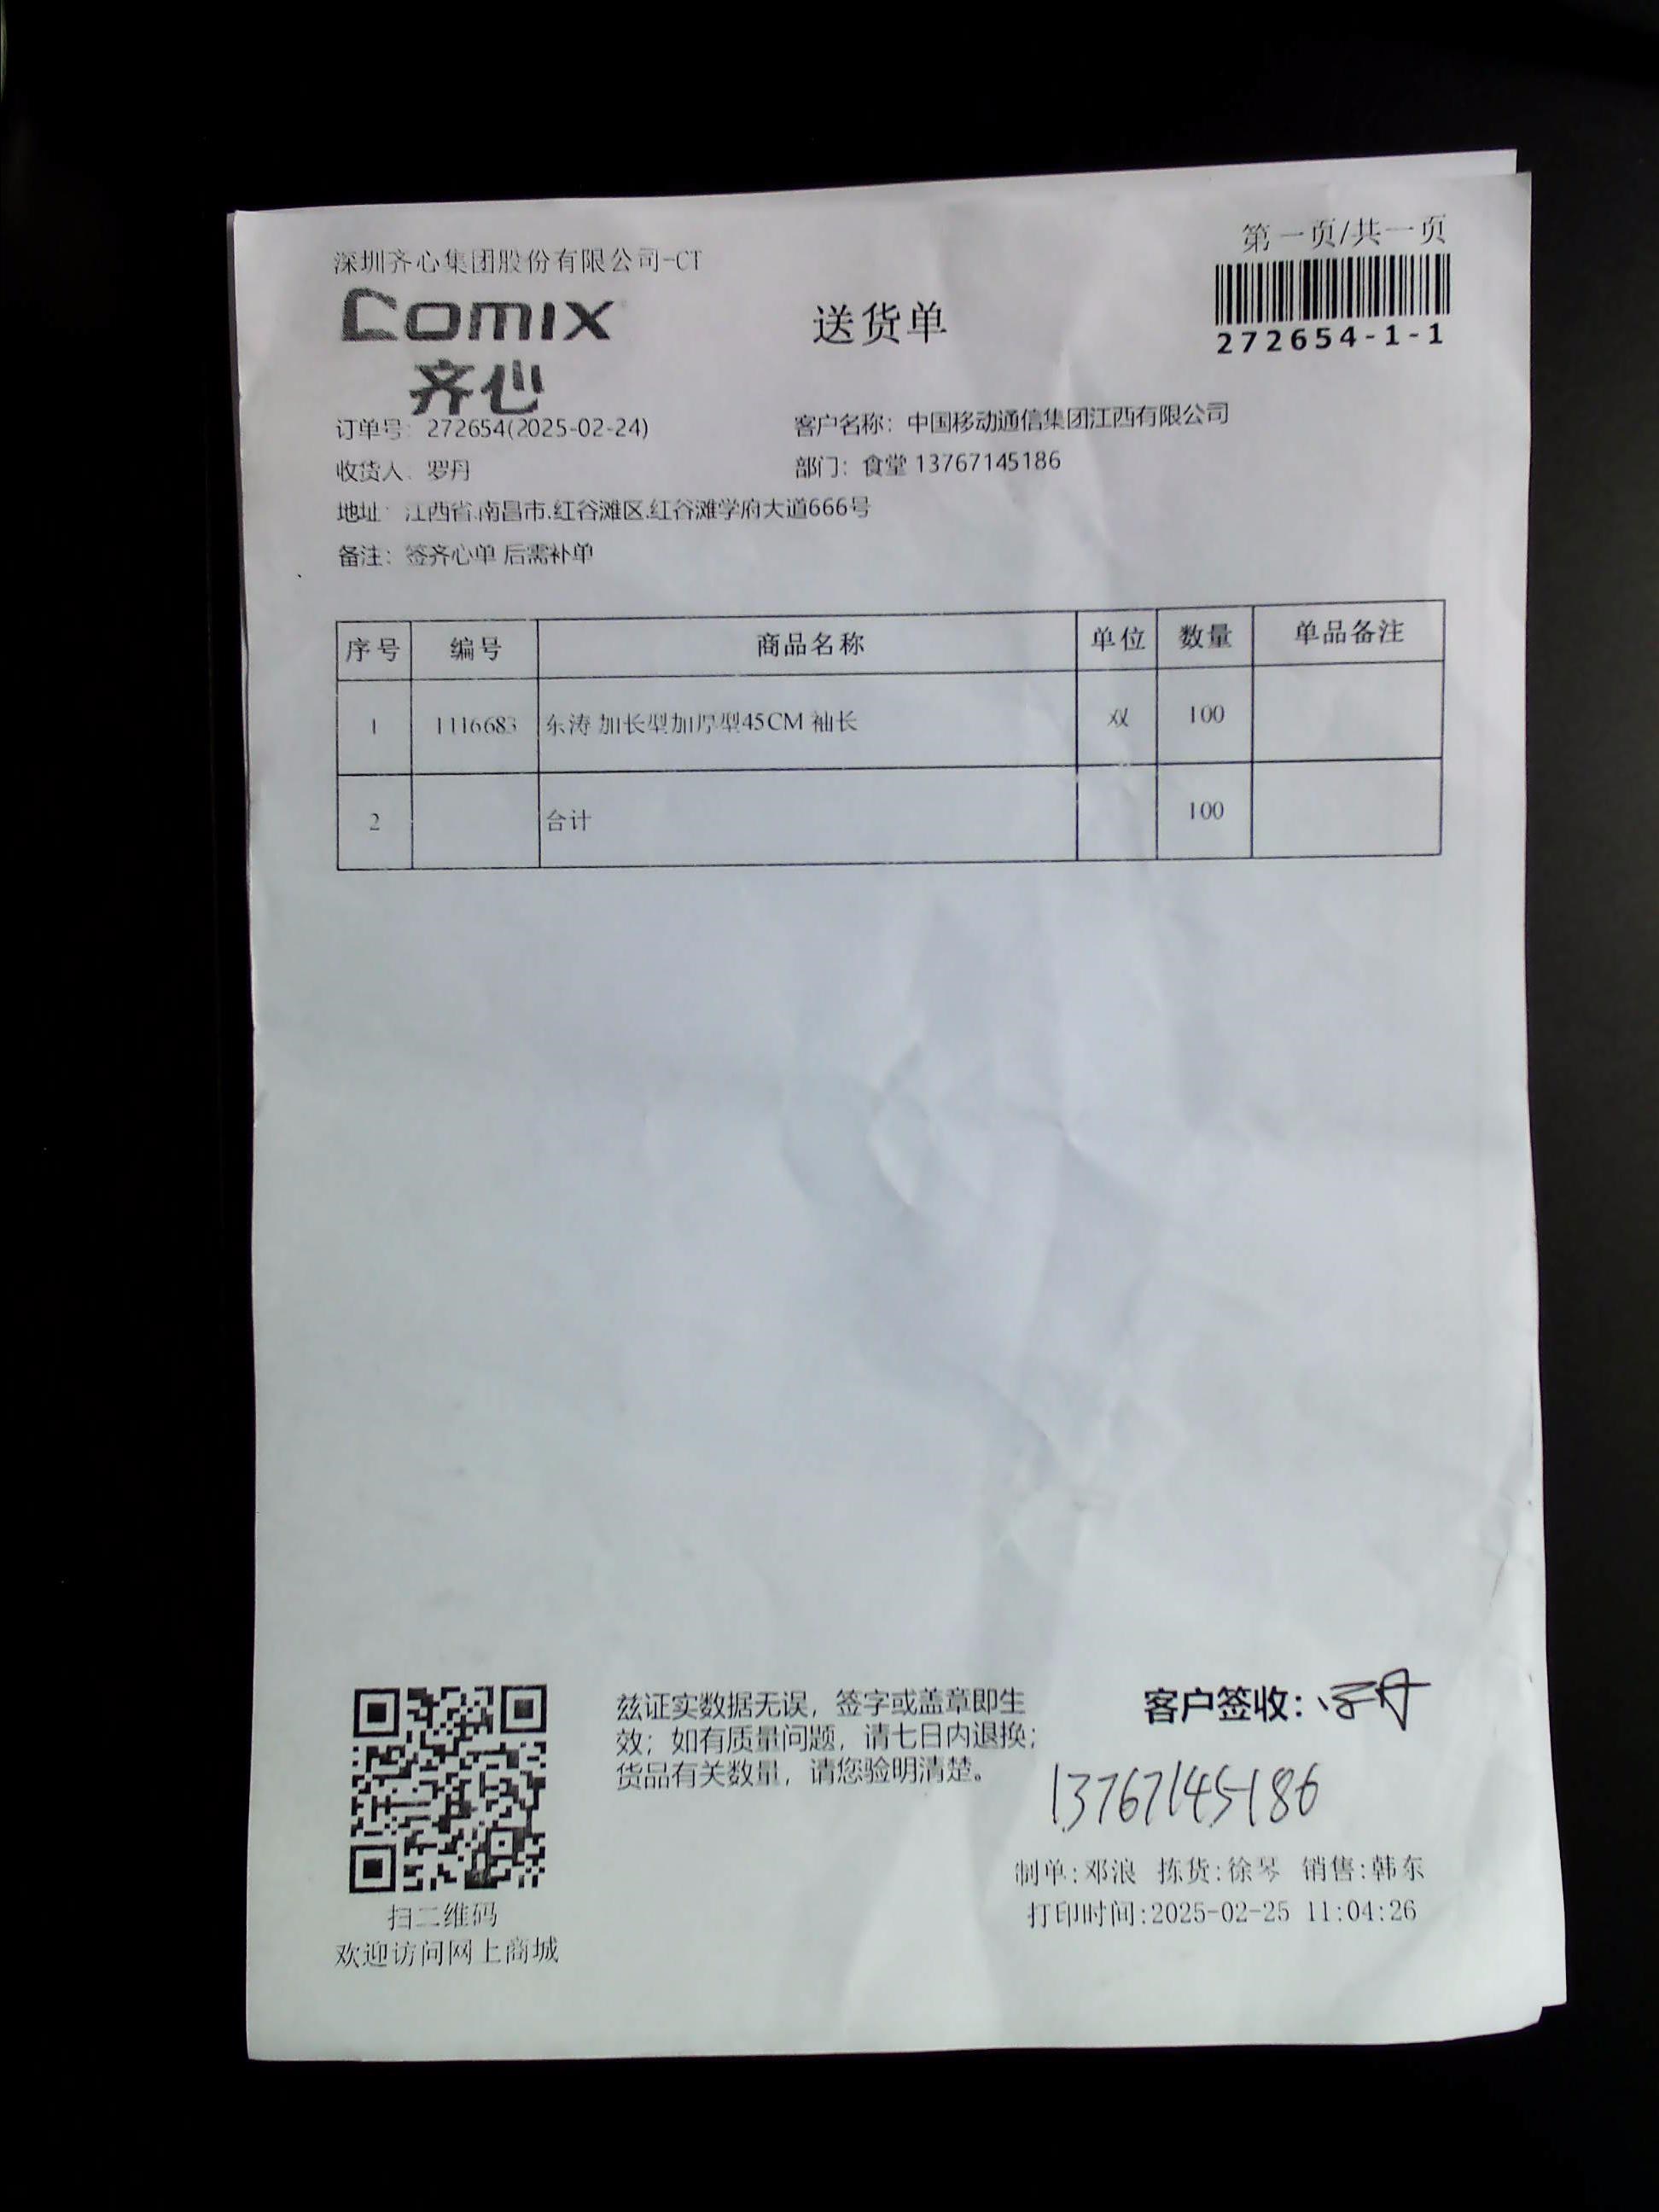 第一页/共一页
深圳齐心集团股份有限公司-CT
COMIX
齐心
送货单
272654-1-1
订单号: 272654(2025-02-24)
客户名称: 中国移动通信集团江西有限公司
收货人: 罗丹
部门: 食堂 13767145186
地址: 江西省.南昌市.红谷滩区.红谷滩学府大道666号
备注: 签齐心单 后需补单
序号 编号 商品名称 单位 数量 单品备注
1 1116683 东涛 加长型加厚型45CM 袖长 双 100
2 合计 100
兹证实数据无误，签字或盖章即生
效；如有质量问题，请七日内退换；
货品有关数量，请您验明清楚。
客户签收:
13767145186
制单:邓浪 拣货:徐琴 销售:韩东
打印时间:2025-02-25 11:04:26
扫二维码
欢迎访问网上商城